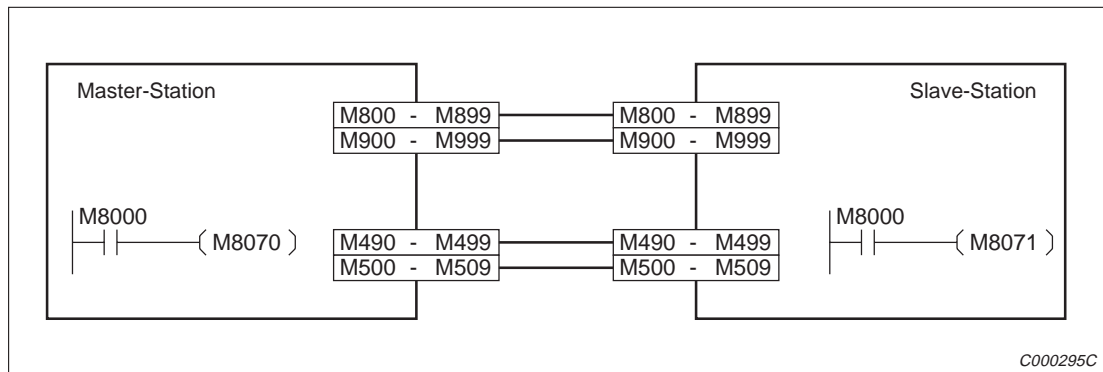 Master-Station
Slave-Station
M800 - M899 M800 - M899
M900 - M999 M900 - M999
M8000 M8000
( M8070 ) M490 - M499 M490 - M499 ( M8071 )
M500 - M509 M500 - M509
C000295C